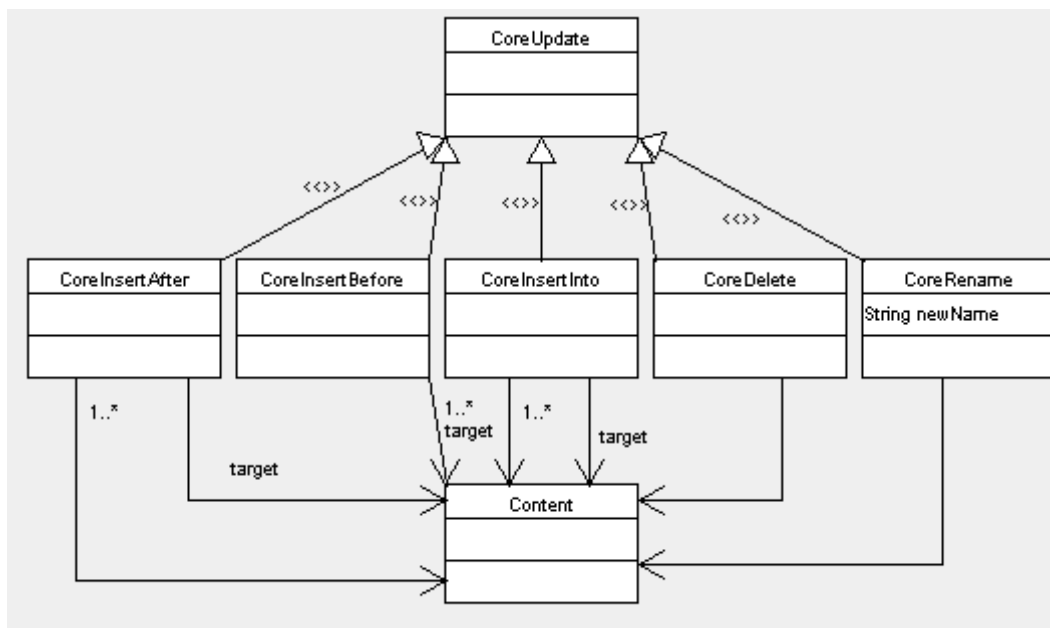 CoreUpdate
<<>>
<<>>
<<>>
<<>>
<<>>
CoreInsertAfter
CoreInsertBefore
CoreInsertInto
CoreDelete
CoreRename
String newName
1..*
1..*
target
1..*
target
target
Content